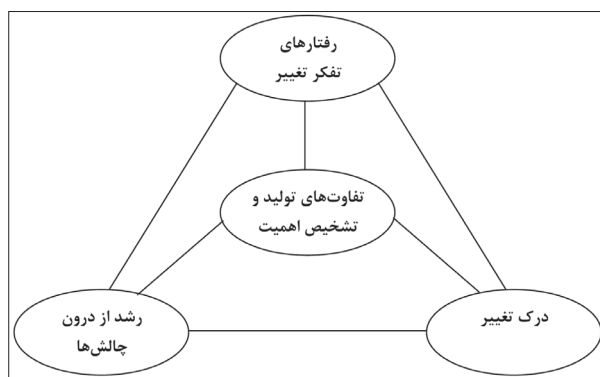 رفتارهای
تفکر تغییر
تفاوت‌های تولید و
تشخیص اهمیت
درک تغییر
رشد از درون
چالش‌ها